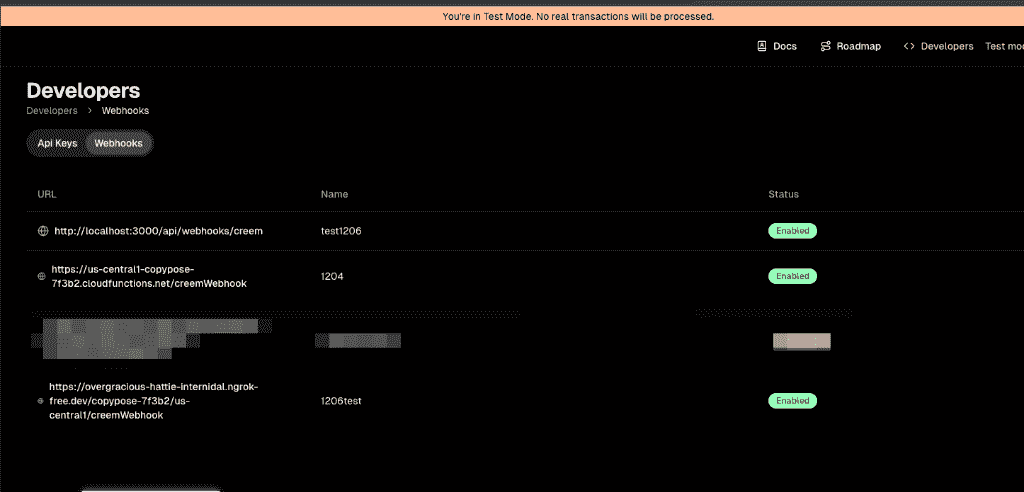 You're in Test Mode. No real transactions will be processed.
Docs
Roadmap
Developers
Test mod
Developers
Developers > Webhooks
Api Keys
Webhooks
URL
Name
Status
http://localhost:3000/api/webhooks/creem
test1206
Enabled
https://us-central1-copypose-
7f3b2.cloudfunctions.net/creemWebhook
1204
Enabled
https://overgracious-hattie-internidal.ngrok-
free.dev/copypose-7f3b2/us-
central1/creemWebhook
1206test
Enabled